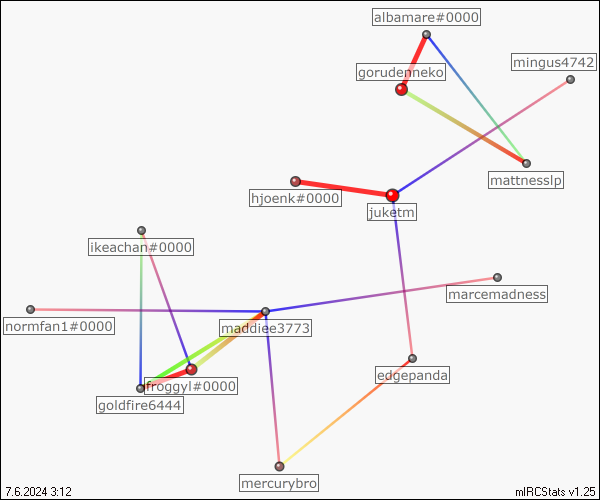 albamare#0000
mingus4742
gorudenneko
mattnesslp
hjoenk#0000
juketm
ikeachan#0000
marcemadness
normfan1#0000
maddiee3773
edgepanda
froggyl#0000
goldfire6444
mercurybro
7.6.2024 3:12
mIRCStats v1.25